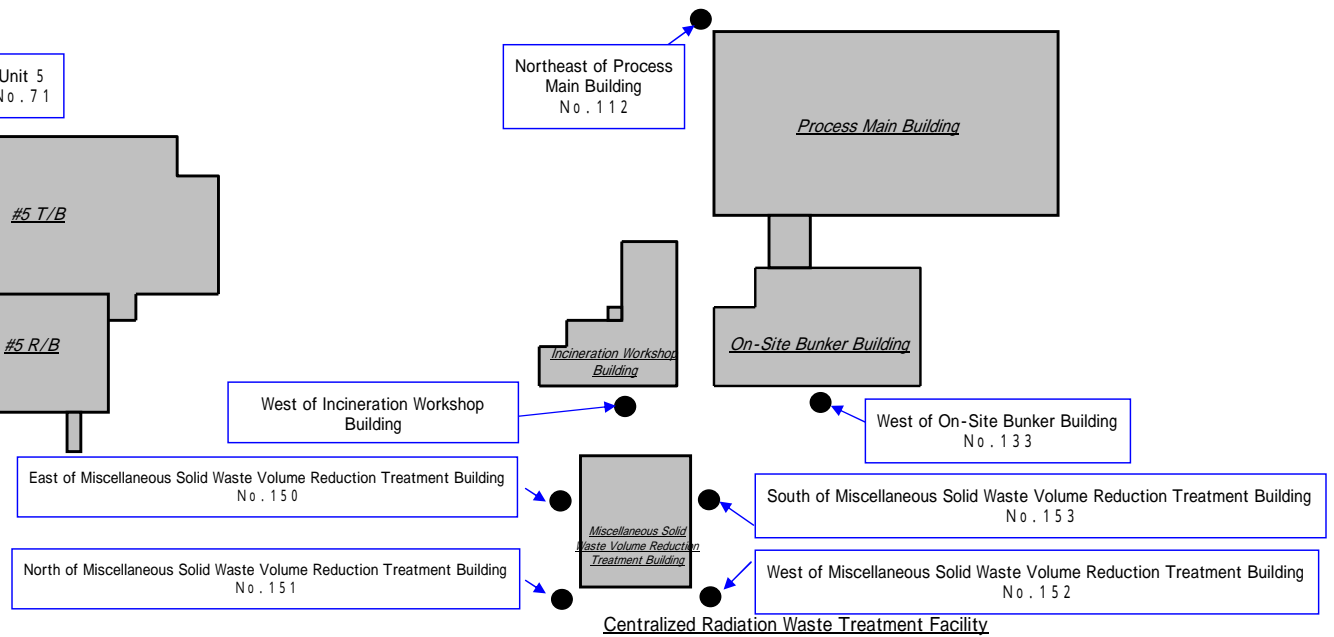 Unit 5
No.71
Northeast of Process
Main Building
No.112
Process Main Building
#5 T/B
#5 R/B
Incineration Workshop
Building
On-Site Bunker Building
West of Incineration Workshop
Building
West of On-Site Bunker Building
No.133
East of Miscellaneous Solid Waste Volume Reduction Treatment Building
No.150
South of Miscellaneous Solid Waste Volume Reduction Treatment Building
No.153
Miscellaneous Solid
Waste Volume Reduction
Treatment Building
North of Miscellaneous Solid Waste Volume Reduction Treatment Building
No.151
West of Miscellaneous Solid Waste Volume Reduction Treatment Building
No.152
Centralized Radiation Waste Treatment Facility